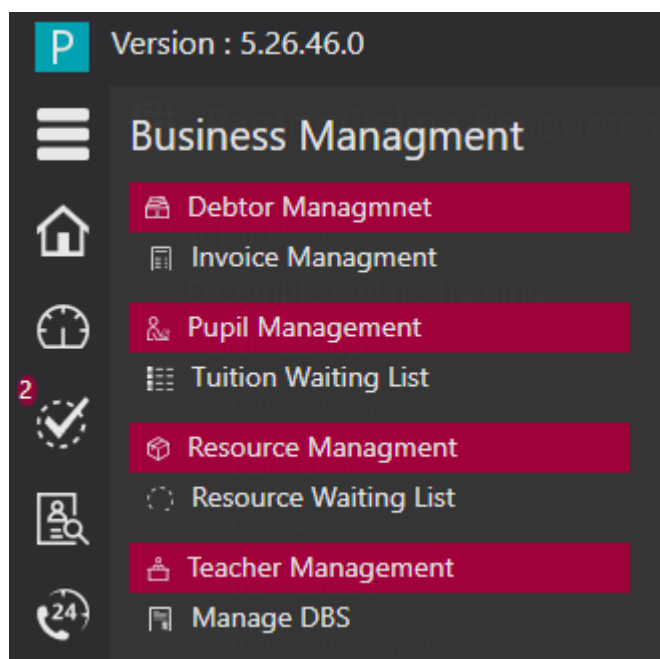 P Version : 5.26.46.0
Business Managment
Debtor Managmnet
Invoice Managment
Pupil Management
2
Tuition Waiting List
Resource Managment
Resource Waiting List
Teacher Management
24
Manage DBS